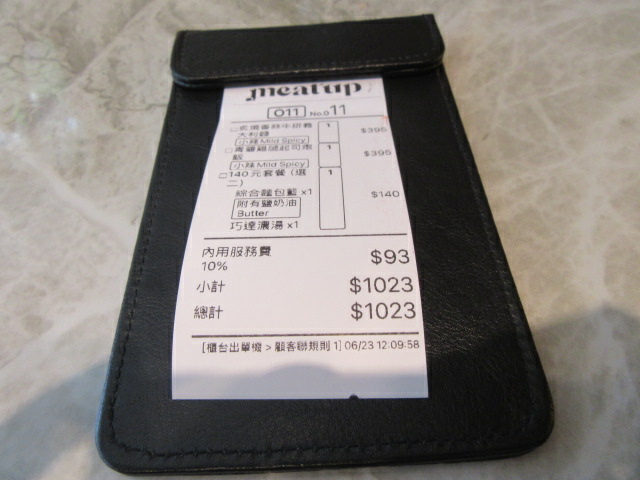 meatup
011 No.011
□炙燒香蒜牛排義 1 $395
大利麵
小辣 Mild Spicy
□青醬雞腿起司燉 1 $395
飯
小辣 Mild Spicy
□140元套餐(選 1 $140
二)
綜合麵包籃 x1
附有鹽奶油
Butter
巧達濃湯 x1
內用服務費 $93
10%
小計 $1023
總計 $1023
[櫃台出單機 > 顧客聯規則 1] 06/23 12:09:58